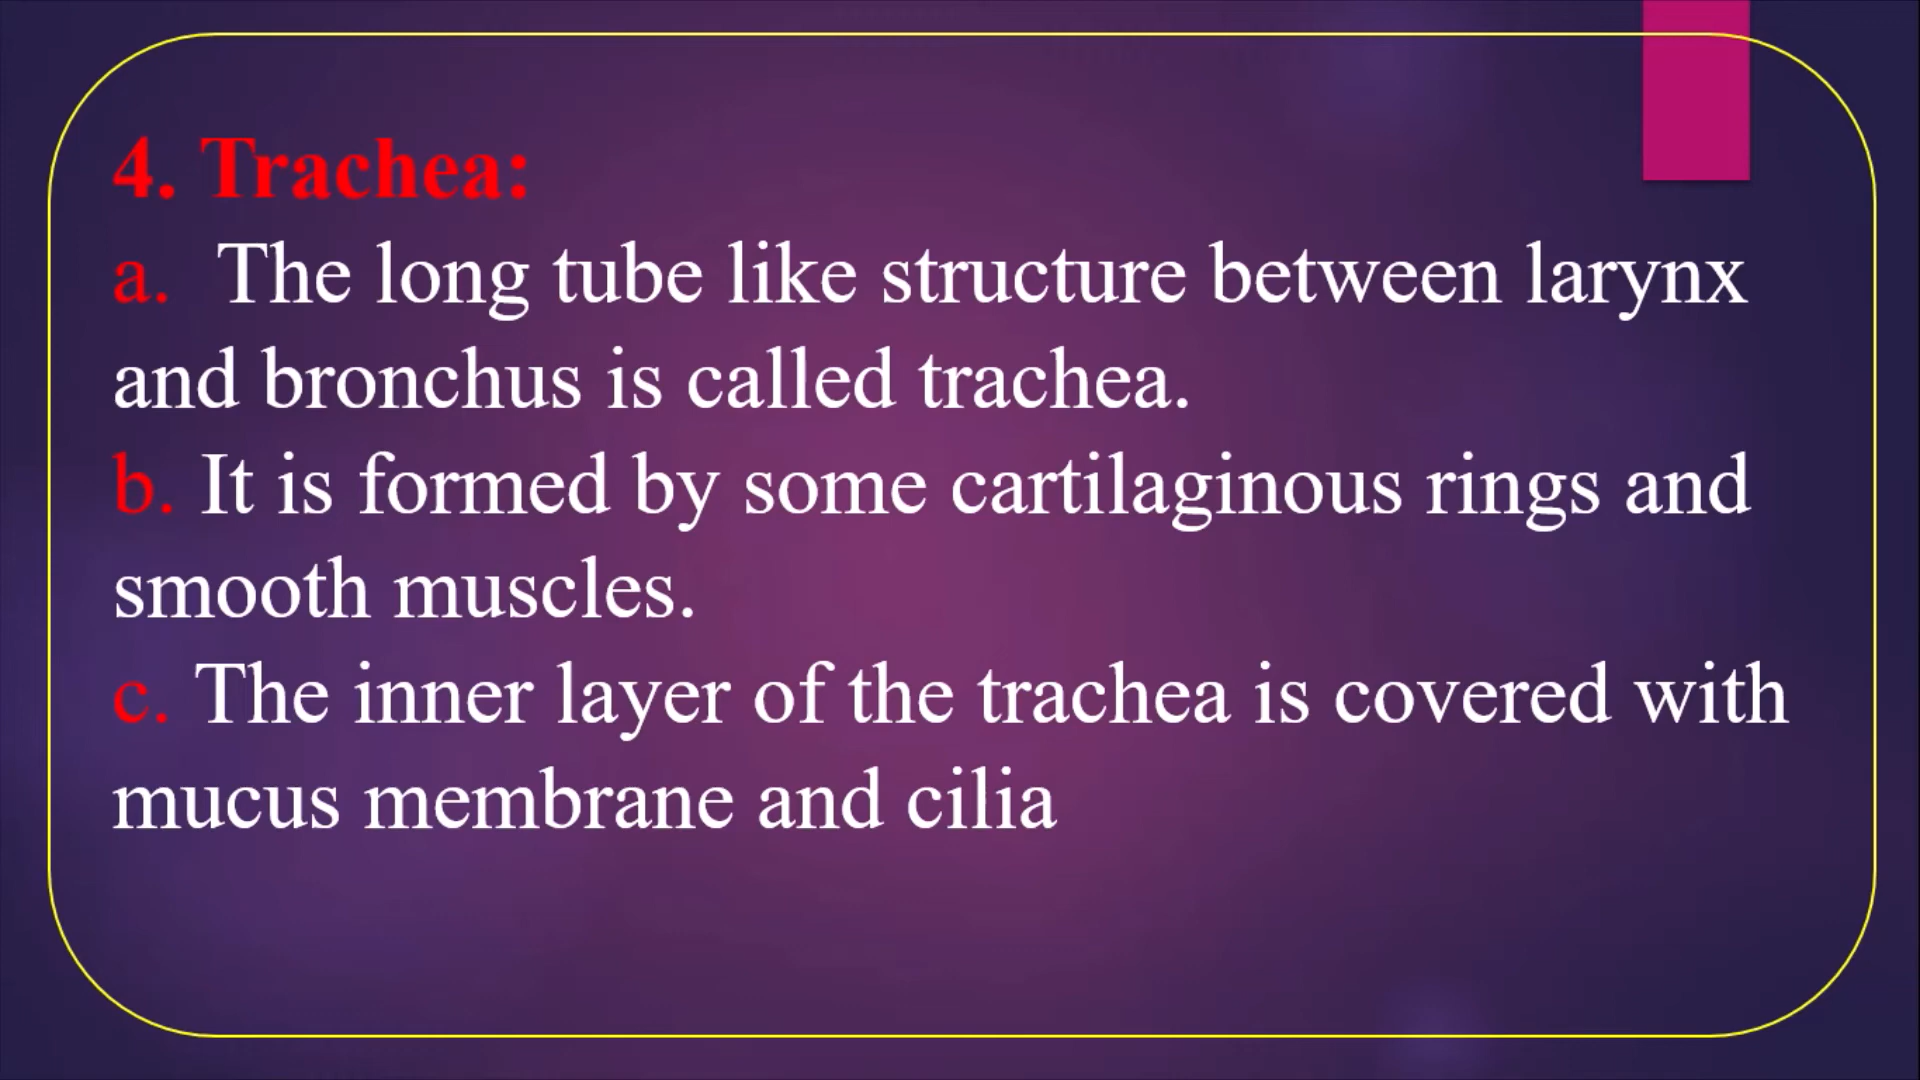 4. Trachea:
a. The long tube like structure between larynx
and bronchus is called trachea.
b. It is formed by some cartilaginous rings and
smooth muscles.
c. The inner layer of the trachea is covered with
mucus membrane and cilia